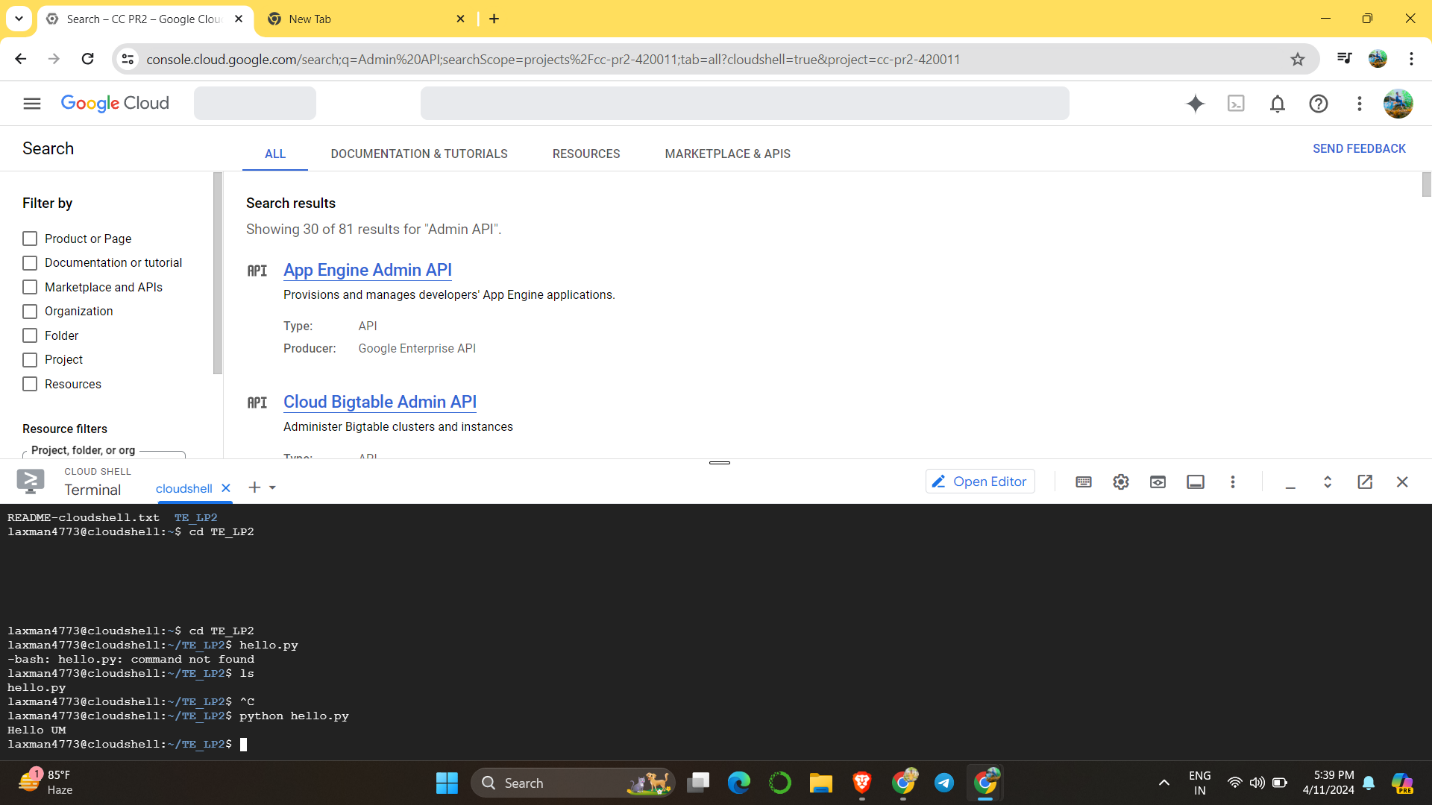 Search – CC PR2 – Google Clou
New Tab
console.cloud.google.com/search;q=Admin%20API;searchScope=projects%2Fcc-pr2-420011;tab=all?cloudshell=true&project=cc-pr2-420011
Google Cloud
Search
ALL
DOCUMENTATION & TUTORIALS
RESOURCES
MARKETPLACE & APIS
SEND FEEDBACK
Filter by
Product or Page
Documentation or tutorial
Marketplace and APIs
Organization
Folder
Project
Resources
Resource filters
Project, folder, or org
Search results
Showing 30 of 81 results for "Admin API".
API App Engine Admin API
Provisions and manages developers' App Engine applications.
Type: API
Producer: Google Enterprise API
API Cloud Bigtable Admin API
Administer Bigtable clusters and instances
Type: API
CLOUD SHELL
Terminal
cloudshell
Open Editor
README-cloudshell.txt TE_LP2
laxman4773@cloudshell:~$ cd TE_LP2
laxman4773@cloudshell:~$ cd TE_LP2
laxman4773@cloudshell:~/TE_LP2$ hello.py
-bash: hello.py: command not found
laxman4773@cloudshell:~/TE_LP2$ ls
hello.py
laxman4773@cloudshell:~/TE_LP2$ ^C
laxman4773@cloudshell:~/TE_LP2$ python hello.py
Hello UM
laxman4773@cloudshell:~/TE_LP2$
1
85°F
Haze
Search
ENG
IN
5:39 PM
4/11/2024
PRE